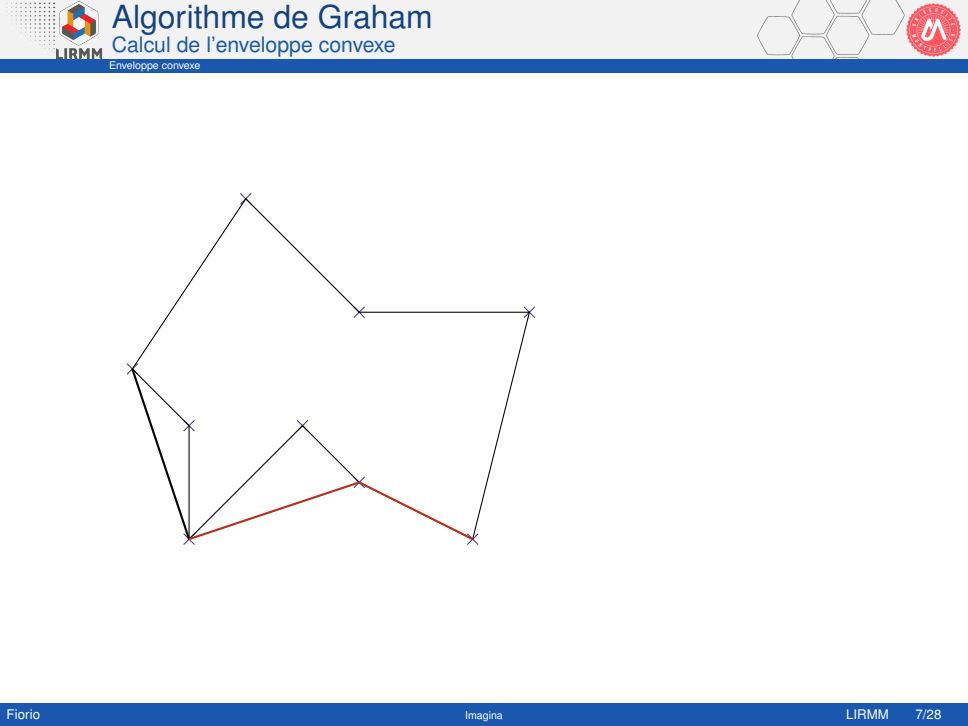 Algorithme de Graham
Calcul de l'enveloppe convexe
LIRMM
Enveloppe convexe
Fiorio
Imagina
LIRMM 7/28